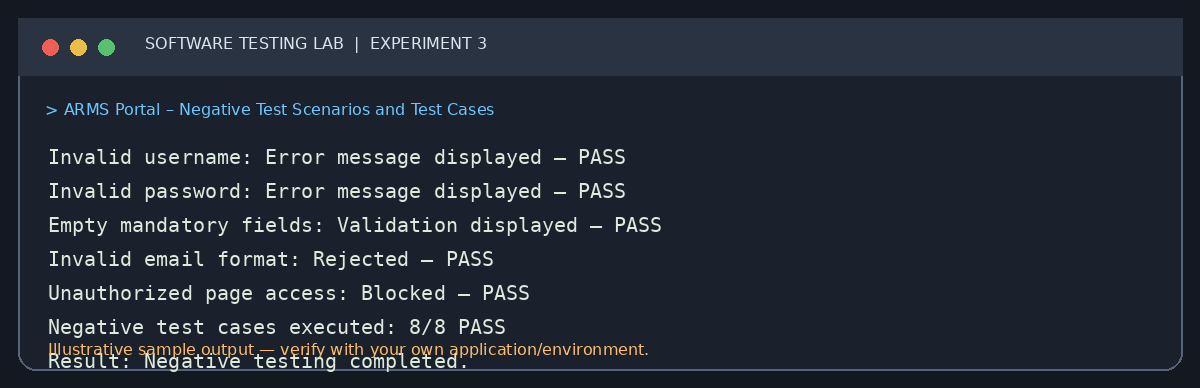 SOFTWARE TESTING LAB | EXPERIMENT 3
> ARMS Portal – Negative Test Scenarios and Test Cases
Invalid username: Error message displayed — PASS
Invalid password: Error message displayed — PASS
Empty mandatory fields: Validation displayed — PASS
Invalid email format: Rejected — PASS
Unauthorized page access: Blocked — PASS
Negative test cases executed: 8/8 PASS
Illustrative sample output — verify with your own application/environment.
Result: Negative testing completed.